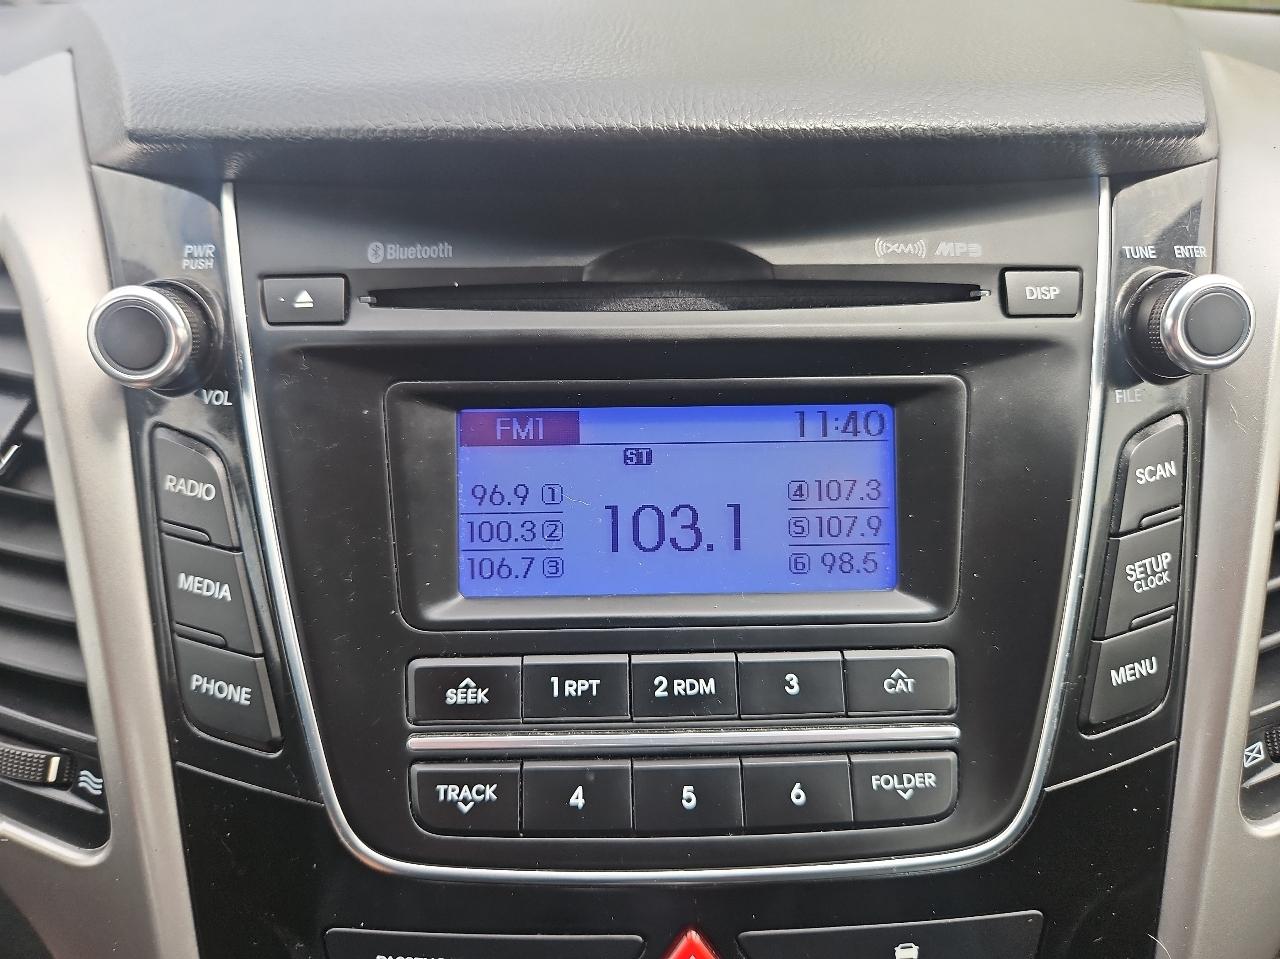 Bluetooth
XM MP3
PWR
PUSH
TUNE ENTER
DISP
VOL
FILE
FM1 11:40
ST
96.9 1
100.3 2
106.7 3
103.1
4 107.3
5 107.9
6 98.5
RADIO
MEDIA
PHONE
SCAN
SETUP
CLOCK
MENU
SEEK 1 RPT 2 RDM 3 CAT
TRACK 4 5 6 FOLDER